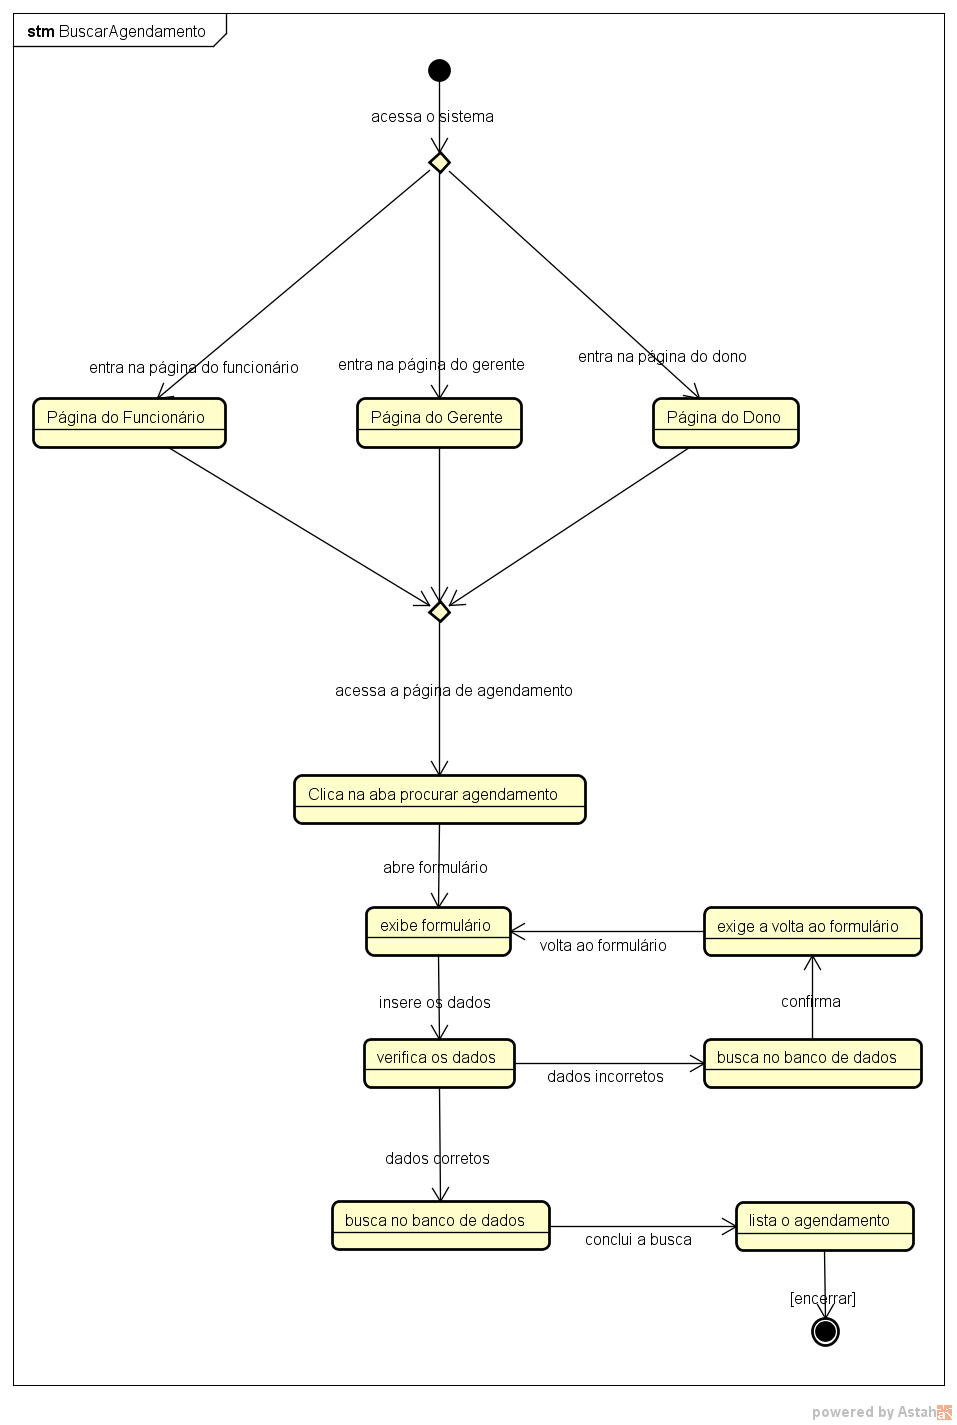 stm BuscarAgendamento
acessa o sistema
entra na página do funcionário
entra na página do gerente
entra na página do dono
Página do Funcionário
Página do Gerente
Página do Dono
acessa a página de agendamento
Clica na aba procurar agendamento
abre formulário
exibe formulário
exige a volta ao formulário
volta ao formulário
insere os dados
confirma
verifica os dados
busca no banco de dados
dados incorretos
dados corretos
busca no banco de dados
lista o agendamento
conclui a busca
[encerrar]
powered by Astah